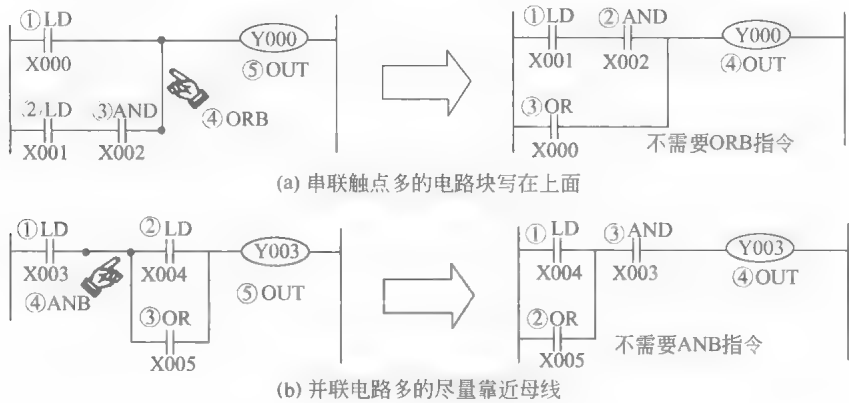 ①LD
Y000
X000
⑤OUT
②LD
③AND
④ORB
X001
X002
①LD
②AND
Y000
X001
X002
④OUT
③OR
X000
不需要ORB指令
(a) 串联触点多的电路块写在上面
①LD
②LD
Y003
X003
X004
④ANB
⑤OUT
③OR
X005
①LD
③AND
Y003
X004
X003
④OUT
②OR
X005
不需要ANB指令
(b) 并联电路多的尽量靠近母线